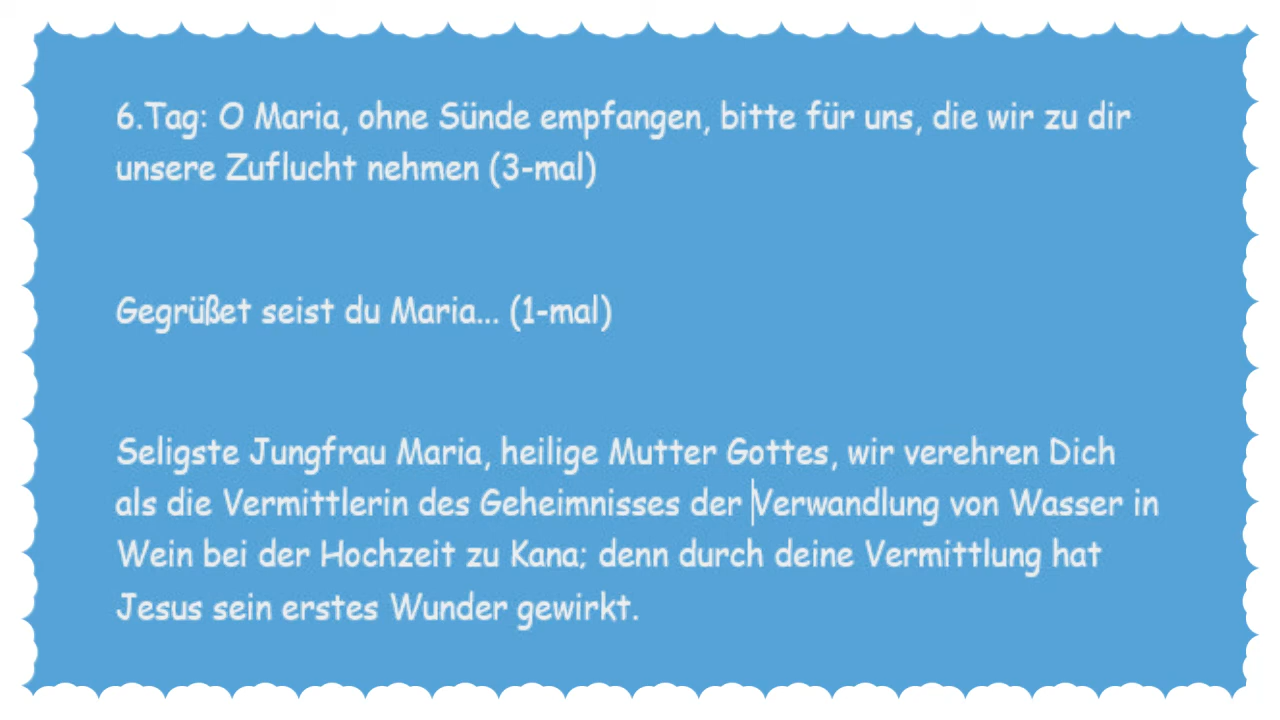 6.Tag: O Maria, ohne Sünde empfangen, bitte für uns, die wir zu dir
unsere Zuflucht nehmen (3-mal)
Gegrüßet seist du Maria... (1-mal)
Seligste Jungfrau Maria, heilige Mutter Gottes, wir verehren Dich
als die Vermittlerin des Geheimnisses der Verwandlung von Wasser in
Wein bei der Hochzeit zu Kana; denn durch deine Vermittlung hat
Jesus sein erstes Wunder gewirkt.